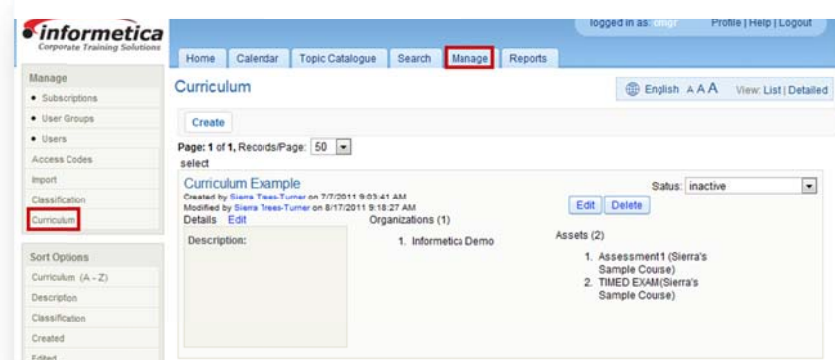 informetica
Corporate Training Solutions
logged in as: cmgr Profile | Help | Logout
Home Calendar Topic Catalogue Search Manage Reports
Manage
Subscriptions
User Groups
Users
Access Codes
Import
Classification
Curriculum
Sort Options
Curriculum (A - Z)
Description
Classification
Created
Edited
Curriculum
English A A A View: List | Detailed
Create
Page: 1 of 1, Records/Page: 50
select
Curriculum Example
Created by Sierra Trees-Turner on 7/7/2011 9:03:41 AM
Modified by Sierra Trees-Turner on 8/17/2011 9:18:27 AM
Satus: inactive
Edit Delete
Details Edit
Description:
Organizations (1)
1. Informetica Demo
Assets (2)
1. Assessment1 (Sierra's
Sample Course)
2. TIMED EXAM(Sierra's
Sample Course)